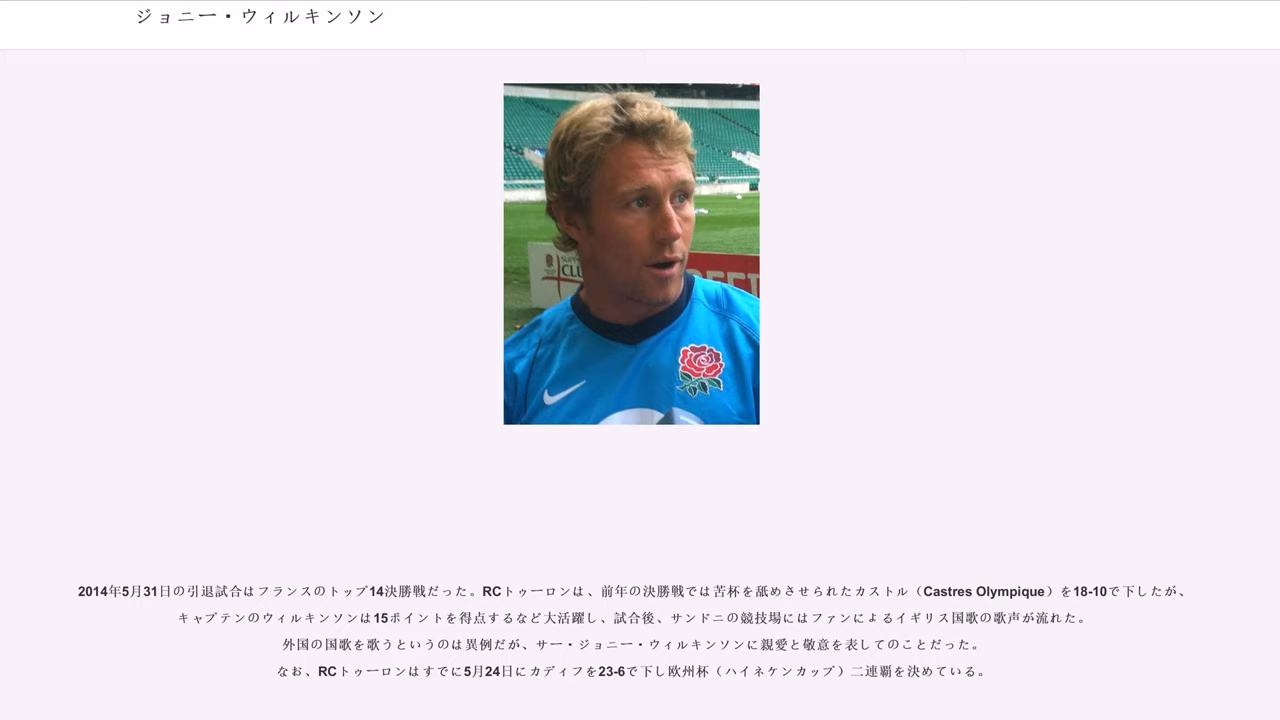 ジョニー・ウィルキンソン
SUPP
CLU
2014年5月31日の引退試合はフランスのトップ14決勝戦だった。RCトゥーロンは、前年の決勝戦では苦杯を舐めさせられたカストル（Castres Olympique）を18-10で下したが、
キャプテンのウィルキンソンは15ポイントを得点するなど大活躍し、試合後、サンドニの競技場にはファンによるイギリス国歌の歌声が流れた。
外国の国歌を歌うというのは異例だが、サー・ジョニー・ウィルキンソンに親愛と敬意を表してのことだった。
なお、RCトゥーロンはすでに5月24日にカディフを23-6で下し欧州杯（ハイネケンカップ）二連覇を決めている。